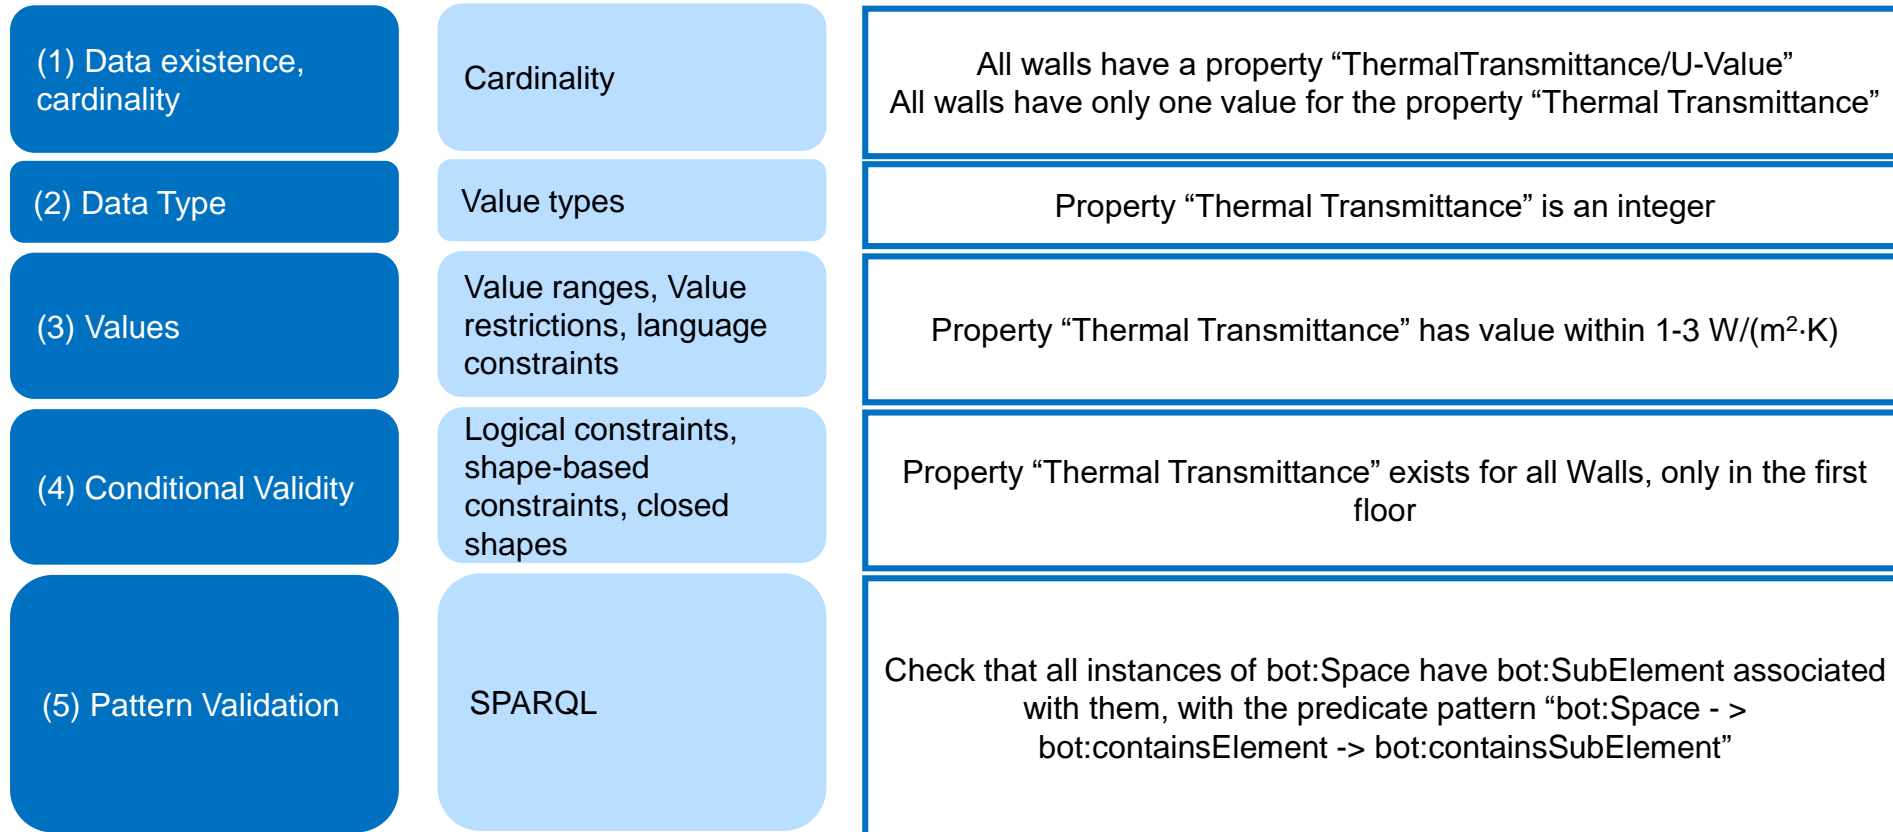 (1) Data existence,
cardinality
Cardinality
All walls have a property “ThermalTransmittance/U-Value”
All walls have only one value for the property “Thermal Transmittance”
(2) Data Type
Value types
Property “Thermal Transmittance” is an integer
(3) Values
Value ranges, Value
restrictions, language
constraints
Property “Thermal Transmittance” has value within 1-3 W/(m²·K)
(4) Conditional Validity
Logical constraints,
shape-based
constraints, closed
shapes
Property “Thermal Transmittance” exists for all Walls, only in the first
floor
(5) Pattern Validation
SPARQL
Check that all instances of bot:Space have bot:SubElement associated
with them, with the predicate pattern “bot:Space - >
bot:containsElement -> bot:containsSubElement”